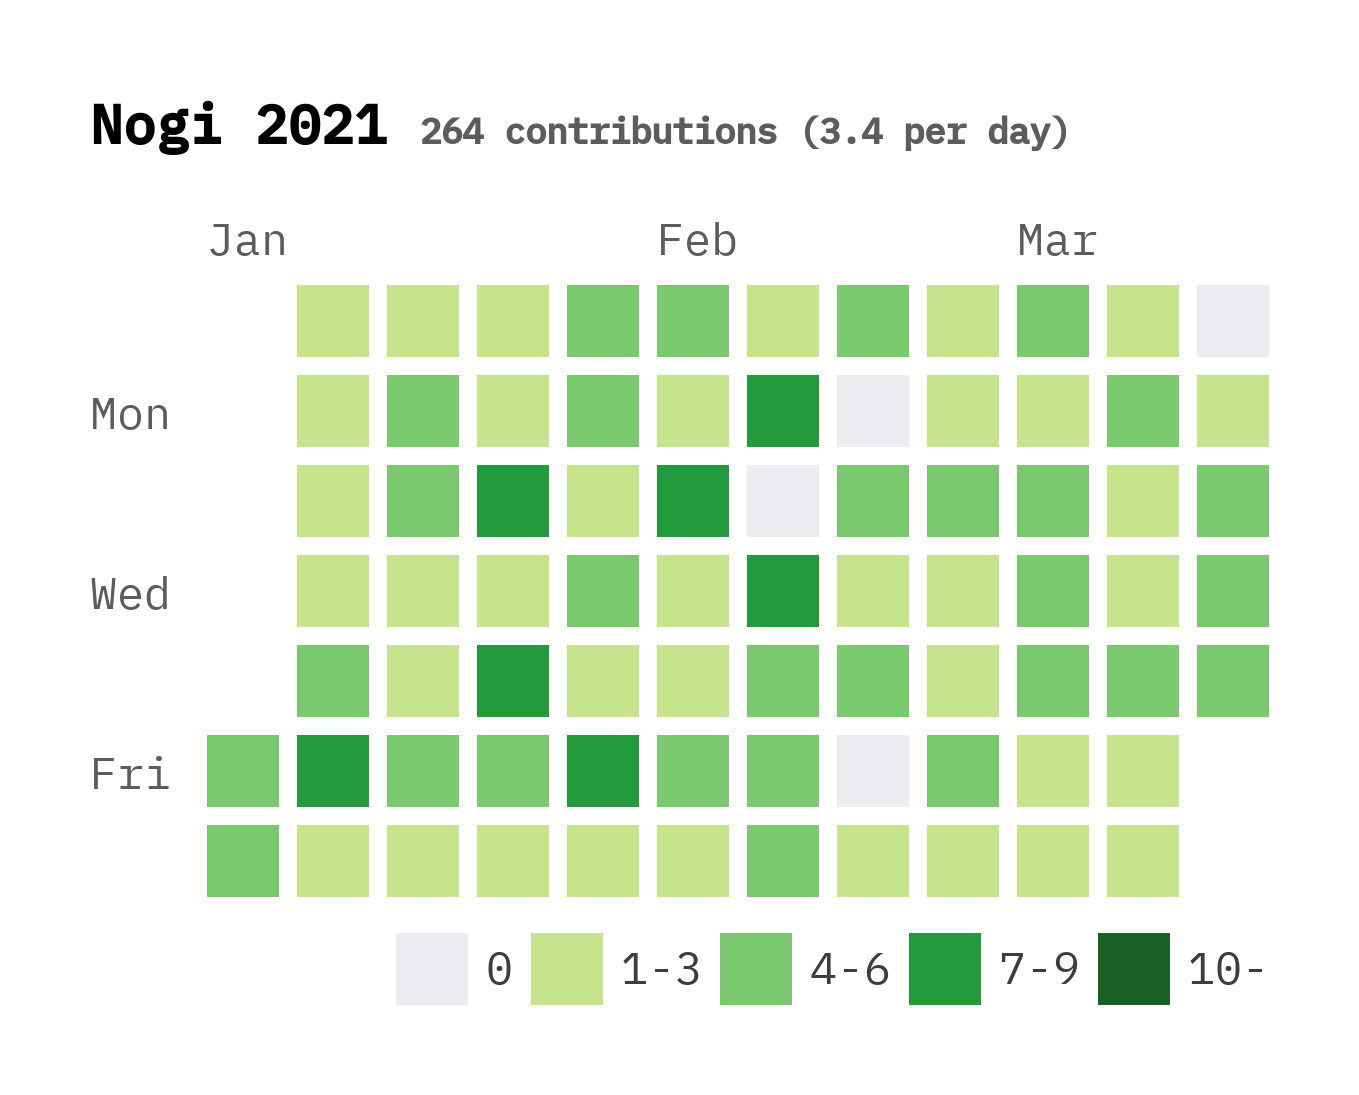 Nogi 2021 264 contributions (3.4 per day)
Jan Feb Mar
Mon
Wed
Fri
0 1-3 4-6 7-9 10-